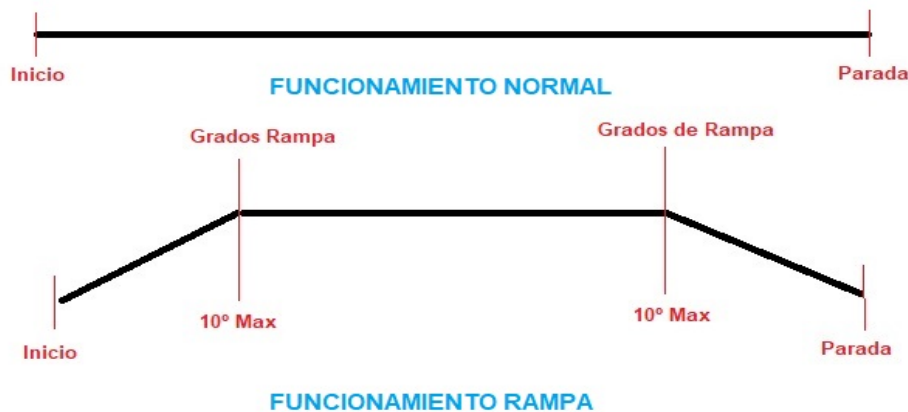 Inicio
Parada
FUNCIONAMIENTO NORMAL
Grados Rampa
Grados de Rampa
10º Max
10º Max
Inicio
Parada
FUNCIONAMIENTO RAMPA